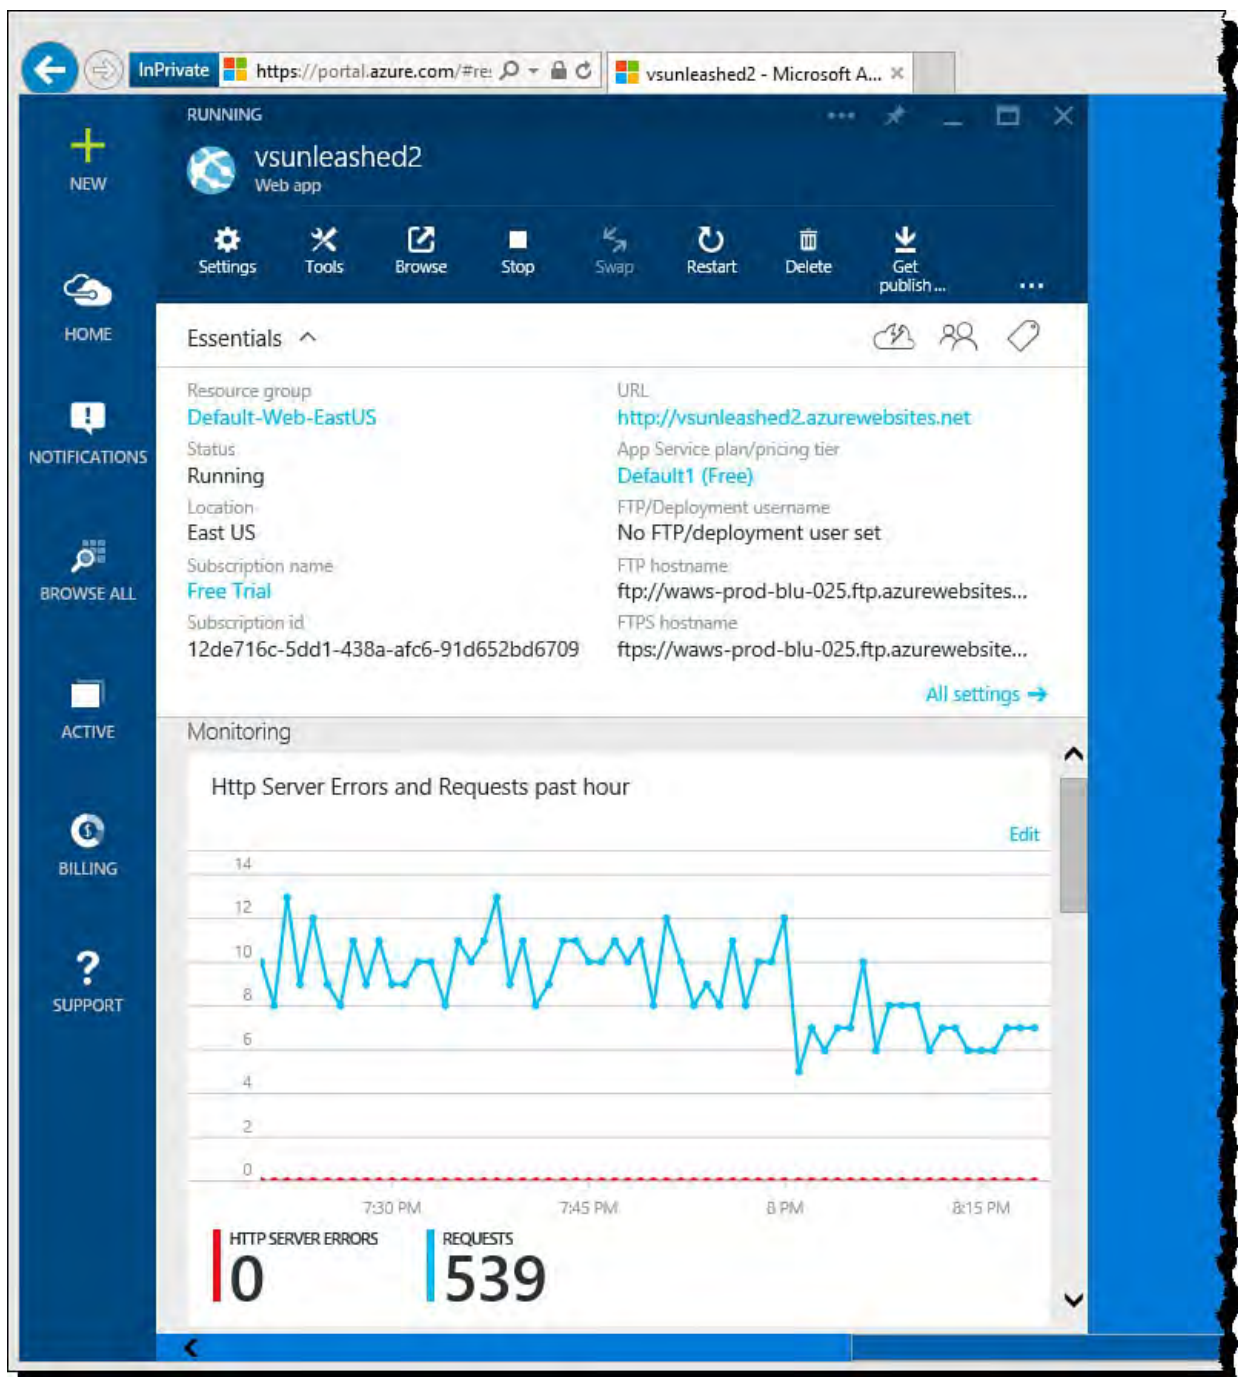 InPrivate https://portal.azure.com/#re: vsunleashed2 - Microsoft A...
RUNNING
vsunleashed2
Web app
NEW
Settings Tools Browse Stop Swap Restart Delete Get publish ...
HOME
Essentials
Resource group
Default-Web-EastUS
URL
http://vsunleashed2.azurewebsites.net
NOTIFICATIONS
Status
Running
App Service plan/pricing tier
Default1 (Free)
Location
East US
FTP/Deployment username
No FTP/deployment user set
BROWSE ALL
Subscription name
Free Trial
FTP hostname
ftp://waws-prod-blu-025.ftp.azurewebsites...
Subscription id
12de716c-5dd1-438a-afc6-91d652bd6709
FTPS hostname
ftps://waws-prod-blu-025.ftp.azurewebsite...
All settings
ACTIVE
Monitoring
Http Server Errors and Requests past hour
Edit
BILLING
SUPPORT
14
12
10
8
6
4
2
0
7:30 PM 7:45 PM 8 PM 8:15 PM
HTTP SERVER ERRORS
0
REQUESTS
539